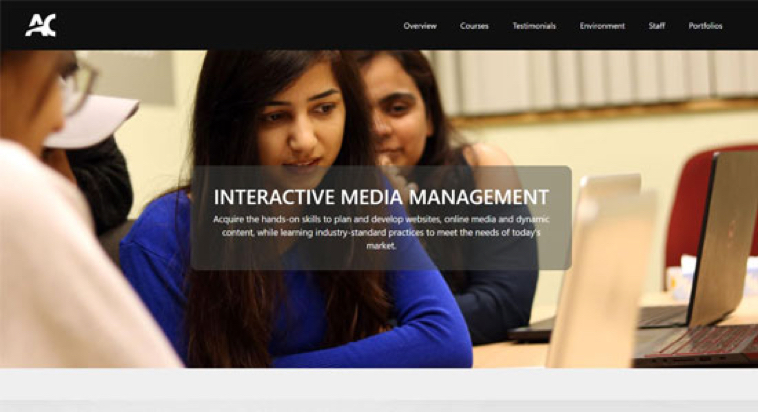 AC
Overview Courses Testimonials Environment Staff Portfolios
INTERACTIVE MEDIA MANAGEMENT
Acquire the hands-on skills to plan and develop websites, online media and dynamic
content, while learning industry-standard practices to meet the needs of today's
market.